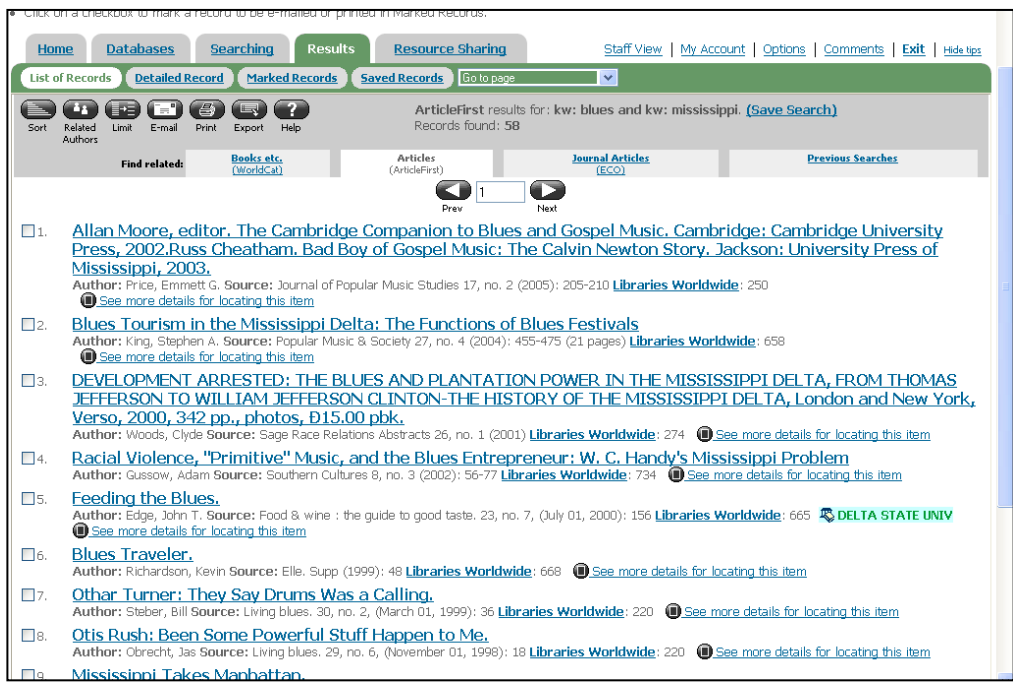 Click on a checkbox to mark a record to be e-mailed or printed in Marked Records.
Home Databases Searching Results Resource Sharing Staff View | My Account | Options | Comments | Exit | Hide tips
List of Records Detailed Record Marked Records Saved Records Go to page
Sort Related Authors Limit E-mail Print Export Help
ArticleFirst results for: kw: blues and kw: mississippi. (Save Search)
Records found: 58
Find related: Books etc. (WorldCat) Articles (ArticleFirst) Journal Articles (ECO) Previous Searches
Prev 1 Next
1. Allan Moore, editor. The Cambridge Companion to Blues and Gospel Music. Cambridge: Cambridge University
Press, 2002.Russ Cheatham. Bad Boy of Gospel Music: The Calvin Newton Story. Jackson: University Press of
Mississippi, 2003.
Author: Price, Emmett G. Source: Journal of Popular Music Studies 17, no. 2 (2005): 205-210 Libraries Worldwide: 250
See more details for locating this item
2. Blues Tourism in the Mississippi Delta: The Functions of Blues Festivals
Author: King, Stephen A. Source: Popular Music & Society 27, no. 4 (2004): 455-475 (21 pages) Libraries Worldwide: 658
See more details for locating this item
3. DEVELOPMENT ARRESTED: THE BLUES AND PLANTATION POWER IN THE MISSISSIPPI DELTA, FROM THOMAS
JEFFERSON TO WILLIAM JEFFERSON CLINTON-THE HISTORY OF THE MISSISSIPPI DELTA, London and New York,
Verso, 2000, 342 pp., photos, Ð15.00 pbk.
Author: Woods, Clyde Source: Sage Race Relations Abstracts 26, no. 1 (2001) Libraries Worldwide: 274 See more details for locating this item
4. Racial Violence, "Primitive" Music, and the Blues Entrepreneur: W. C. Handy's Mississippi Problem
Author: Gussow, Adam Source: Southern Cultures 8, no. 3 (2002): 56-77 Libraries Worldwide: 734 See more details for locating this item
5. Feeding the Blues.
Author: Edge, John T. Source: Food & wine : the guide to good taste. 23, no. 7, (July 01, 2000): 156 Libraries Worldwide: 665 DELTA STATE UNIV
See more details for locating this item
6. Blues Traveler.
Author: Richardson, Kevin Source: Elle. Supp (1999): 48 Libraries Worldwide: 668 See more details for locating this item
7. Othar Turner: They Say Drums Was a Calling.
Author: Steber, Bill Source: Living blues. 30, no. 2, (March 01, 1999): 36 Libraries Worldwide: 220 See more details for locating this item
8. Otis Rush: Been Some Powerful Stuff Happen to Me.
Author: Obrecht, Jas Source: Living blues. 29, no. 6, (November 01, 1998): 18 Libraries Worldwide: 220 See more details for locating this item
9. Mississippi Takes Manhattan.